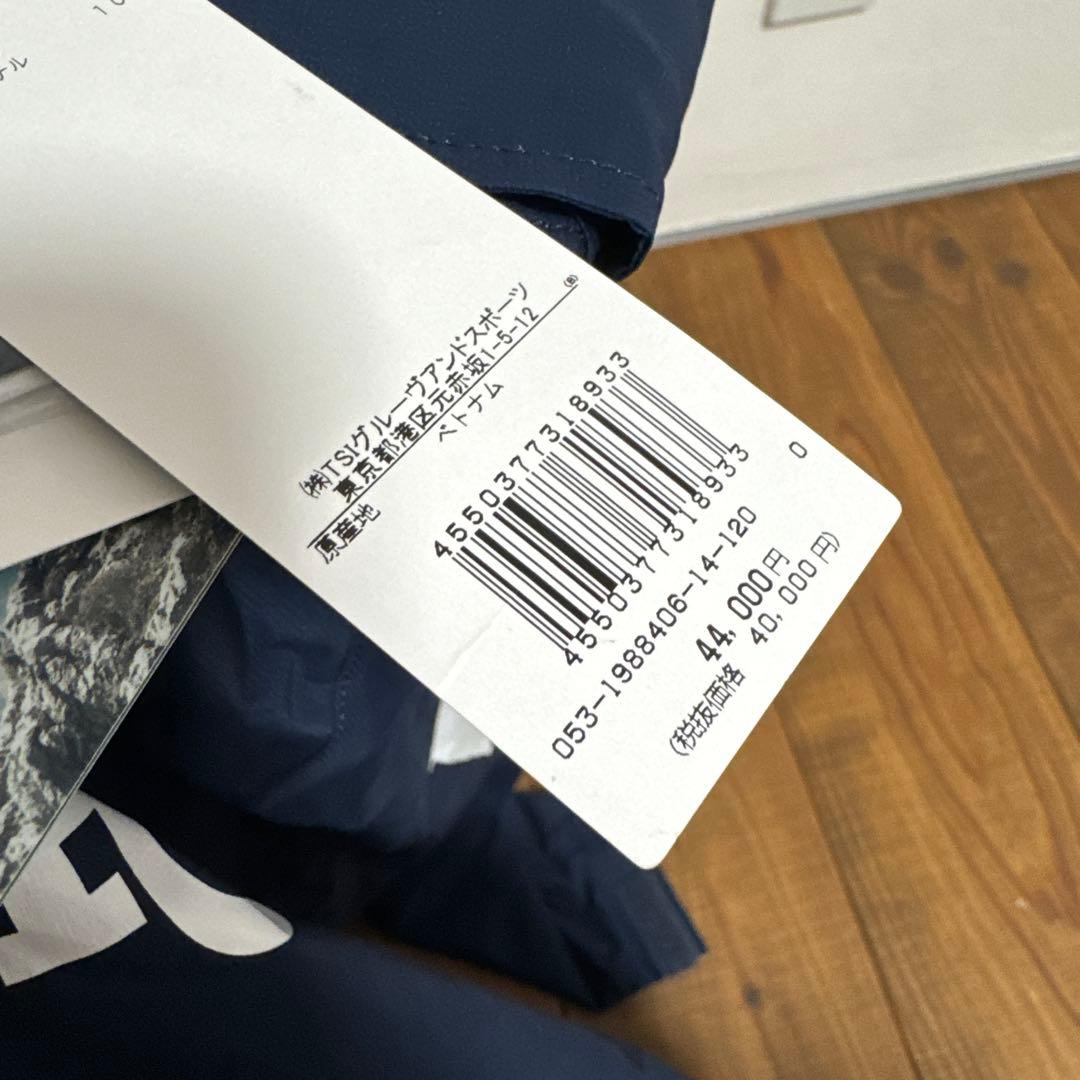 (株)TSIグルーヴアンドスポーツ
東京都港区元赤坂1-5-12
(B)
原産地 ベトナム
4550377318933
4550377318933
053-1988406-14-120
0
44,000円
(税抜価格 40,000円)